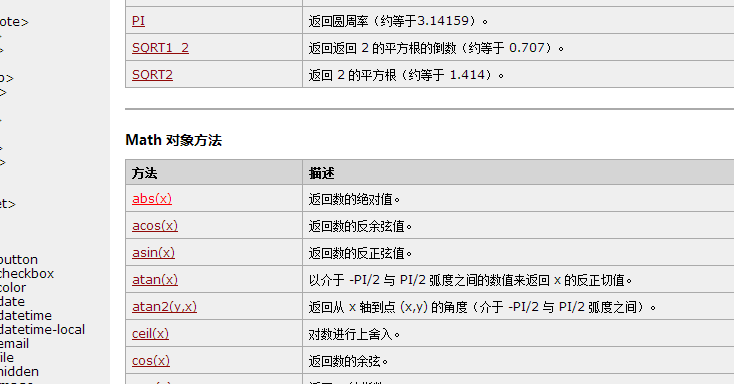 PI 返回圆周率（约等于3.14159）。
SQRT1_2 返回返回 2 的平方根的倒数（约等于 0.707）。
SQRT2 返回 2 的平方根（约等于 1.414）。
Math 对象方法
方法 描述
abs(x) 返回数的绝对值。
acos(x) 返回数的反余弦值。
asin(x) 返回数的反正弦值。
atan(x) 以介于 -PI/2 与 PI/2 弧度之间的数值来返回 x 的反正切值。
atan2(y,x) 返回从 x 轴到点 (x,y) 的角度（介于 -PI/2 与 PI/2 弧度之间）。
ceil(x) 对数进行上舍入。
cos(x) 返回数的余弦。
ote>
>
>
o>
>
>
>
>
et>
button
checkbox
color
date
datetime
datetime-local
email
file
hidden